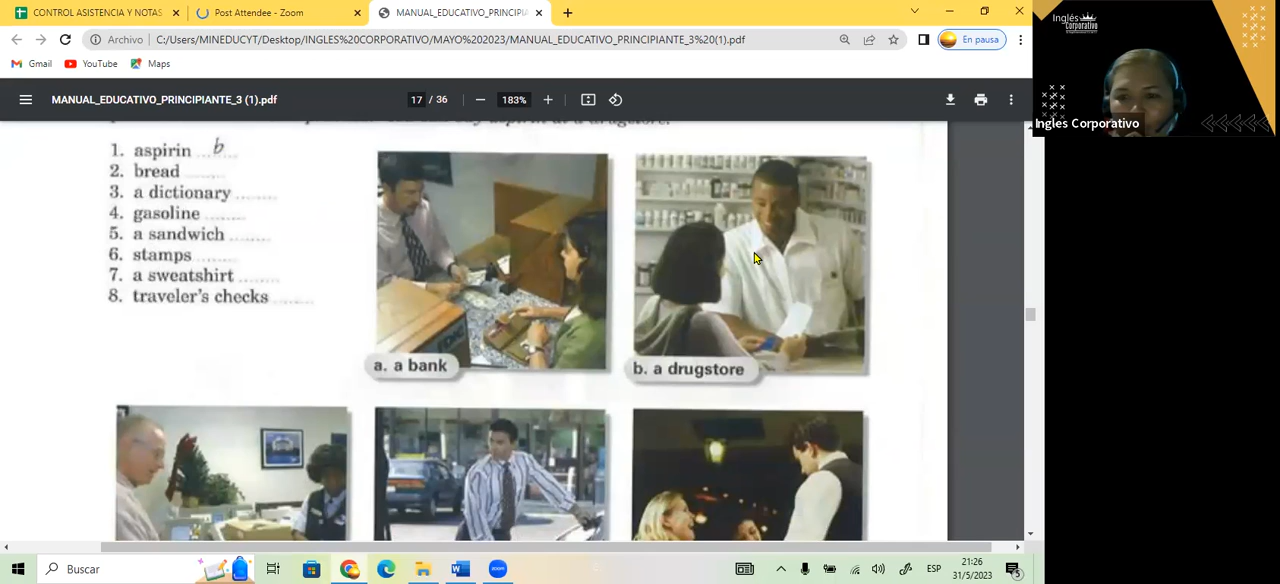 CONTROL ASISTENCIA Y NOTAS
Post Attendee - Zoom
MANUAL_EDUCATIVO_PRINCIPIA
Archivo
C:/Users/MINEDUCYT/Desktop/INGLES%20CORPORATIVO/MAYO%202023/MANUAL_EDUCATIVO_PRINCIPIANTE_3%20(1).pdf
En pausa
Gmail
YouTube
Maps
MANUAL_EDUCATIVO_PRINCIPIANTE_3 (1).pdf
17 / 36
183%
Inglés
Corporativo
Ingles Corporativo
1. aspirin b
2. bread
3. a dictionary
4. gasoline
5. a sandwich
6. stamps
7. a sweatshirt
8. traveler's checks
a. a bank
b. a drugstore
Buscar
ESP
21:26
31/5/2023
5